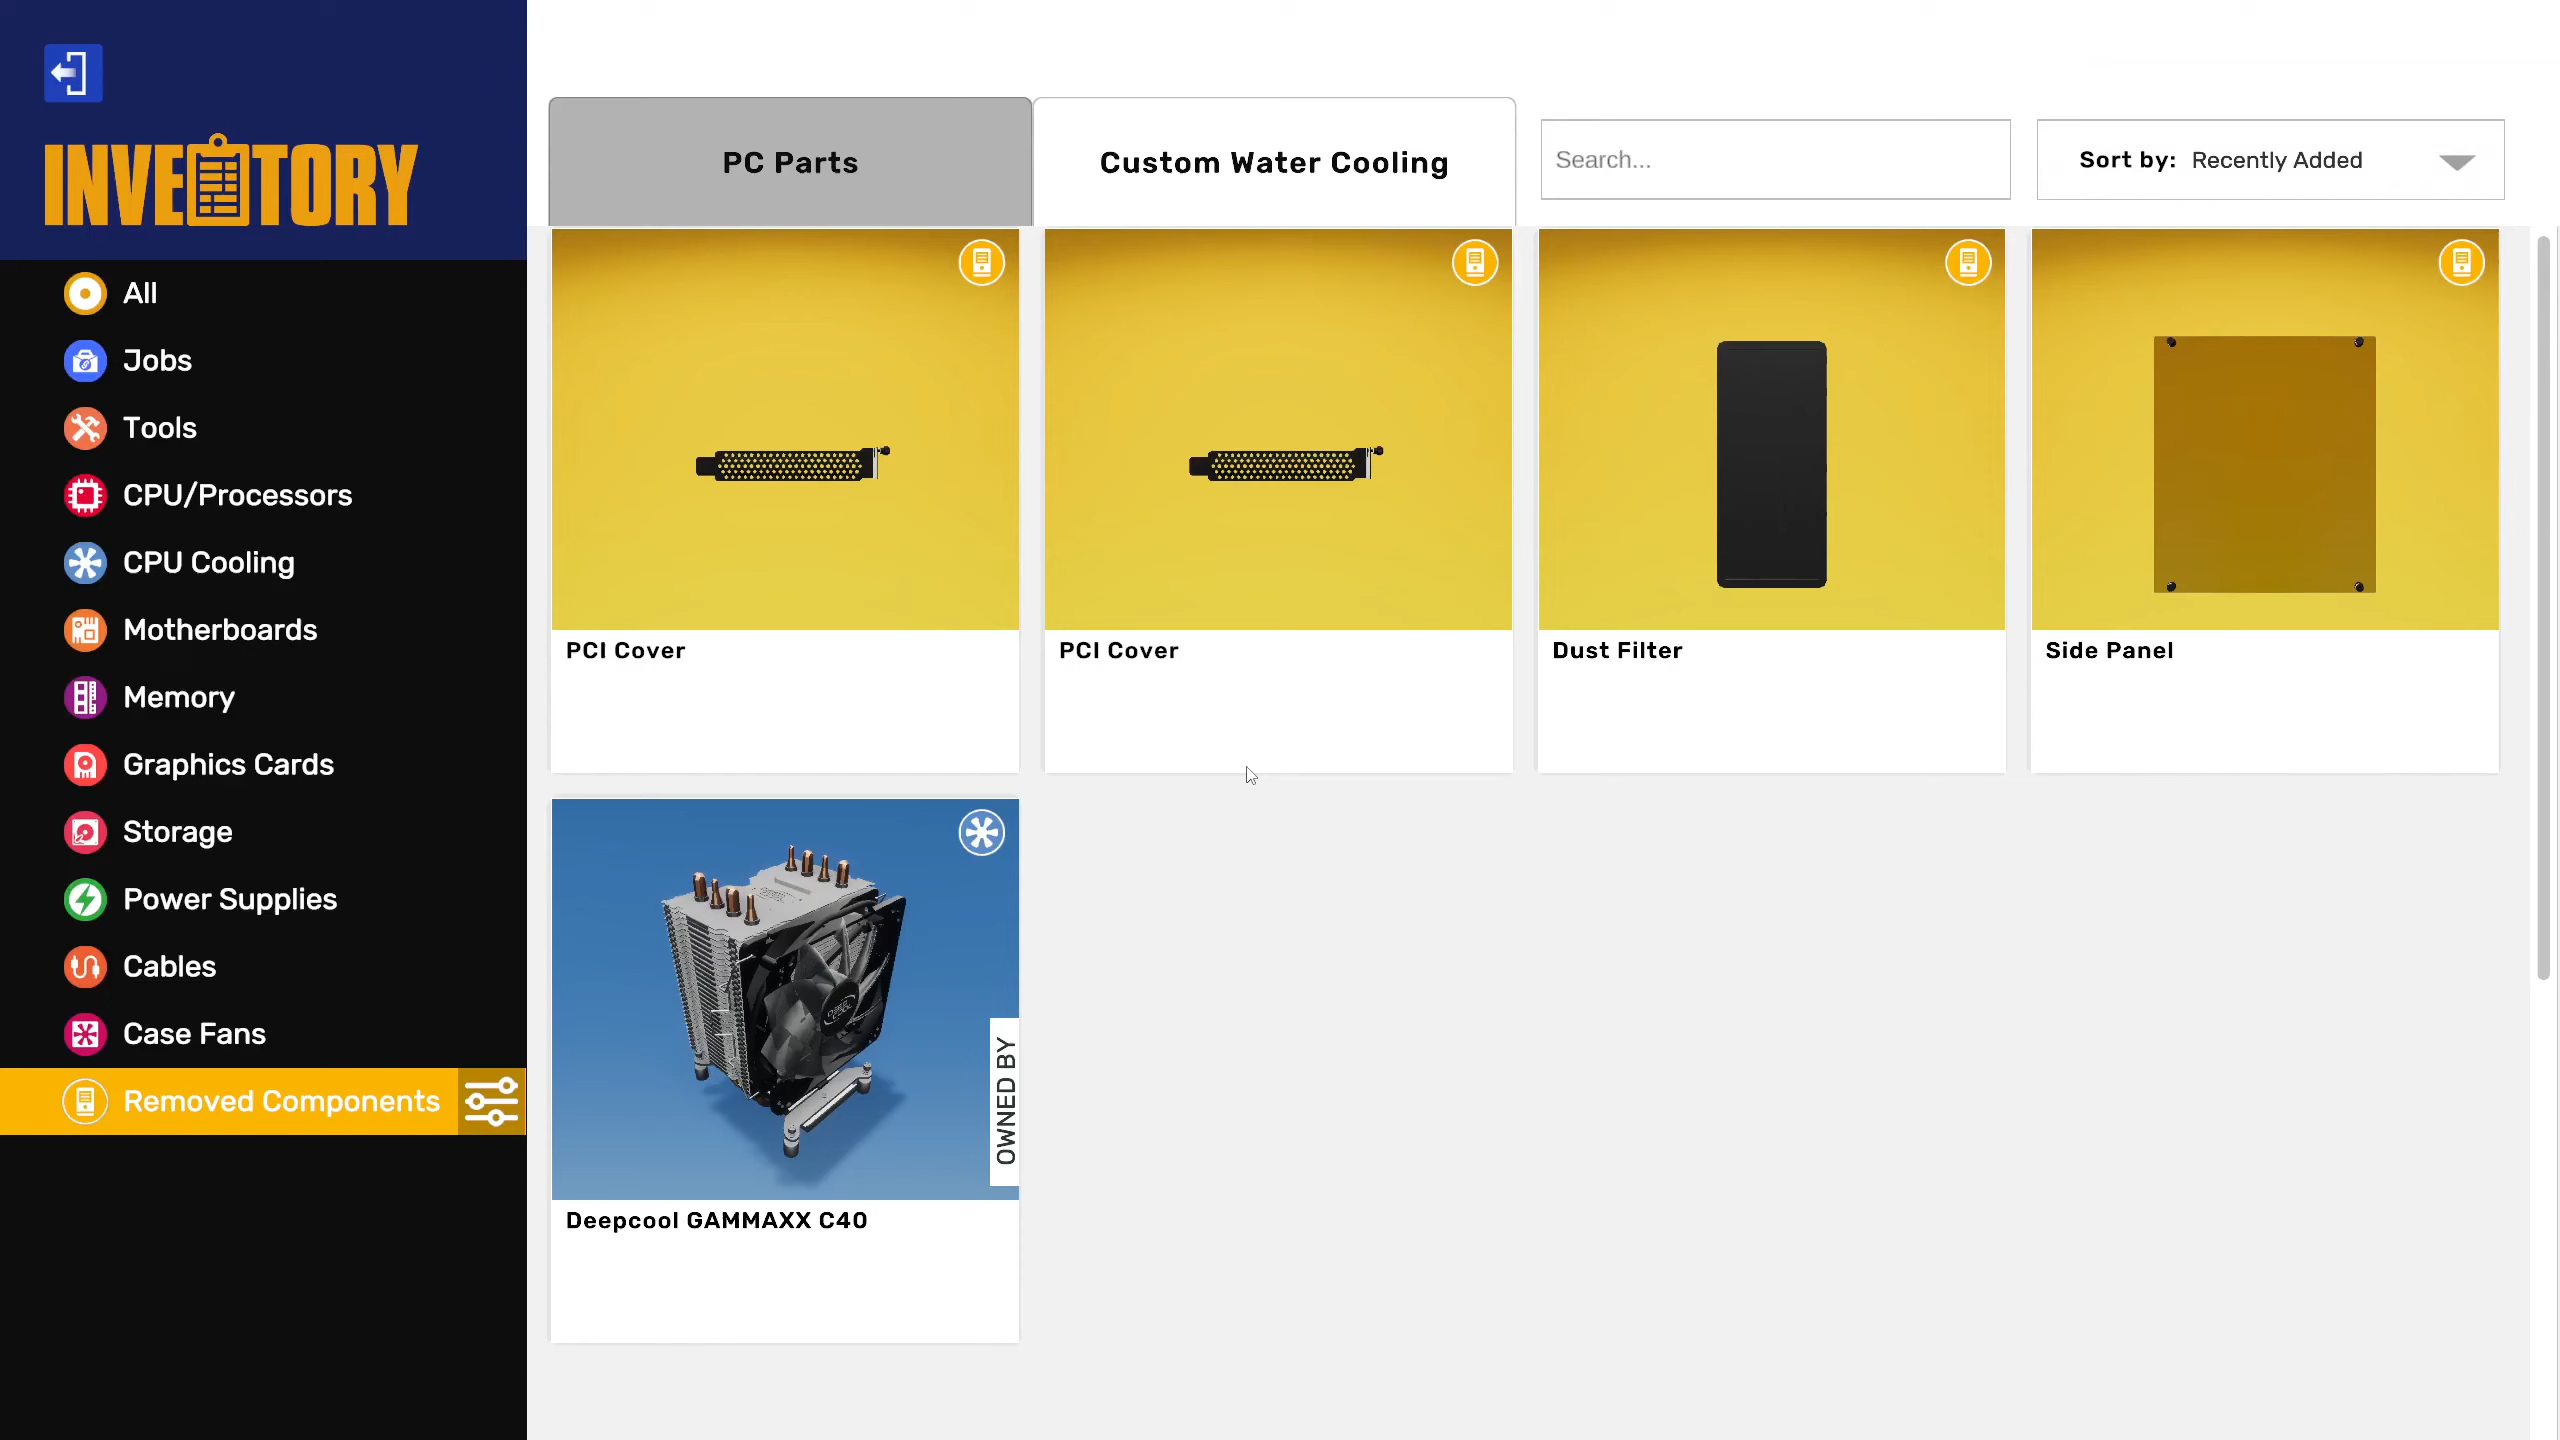 INVENTORY
All
Jobs
Tools
CPU/Processors
CPU Cooling
Motherboards
Memory
Graphics Cards
Storage
Power Supplies
Cables
Case Fans
Removed Components
PC Parts
Custom Water Cooling
Search...
Sort by: Recently Added
PCI Cover
PCI Cover
Dust Filter
Side Panel
OWNED BY
Deepcool GAMMAXX C40